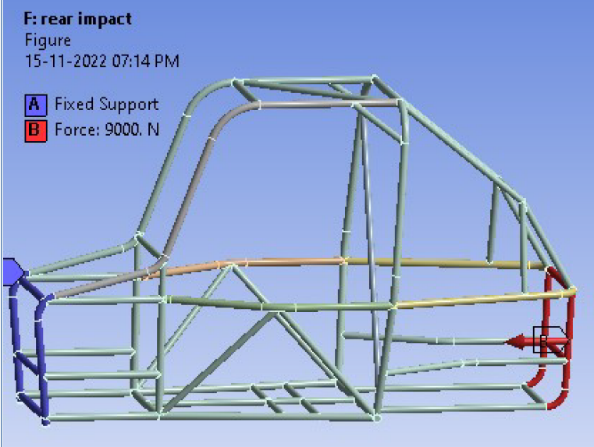 F: rear impact
Figure
15-11-2022 07:14 PM
A Fixed Support
B Force: 9000. N